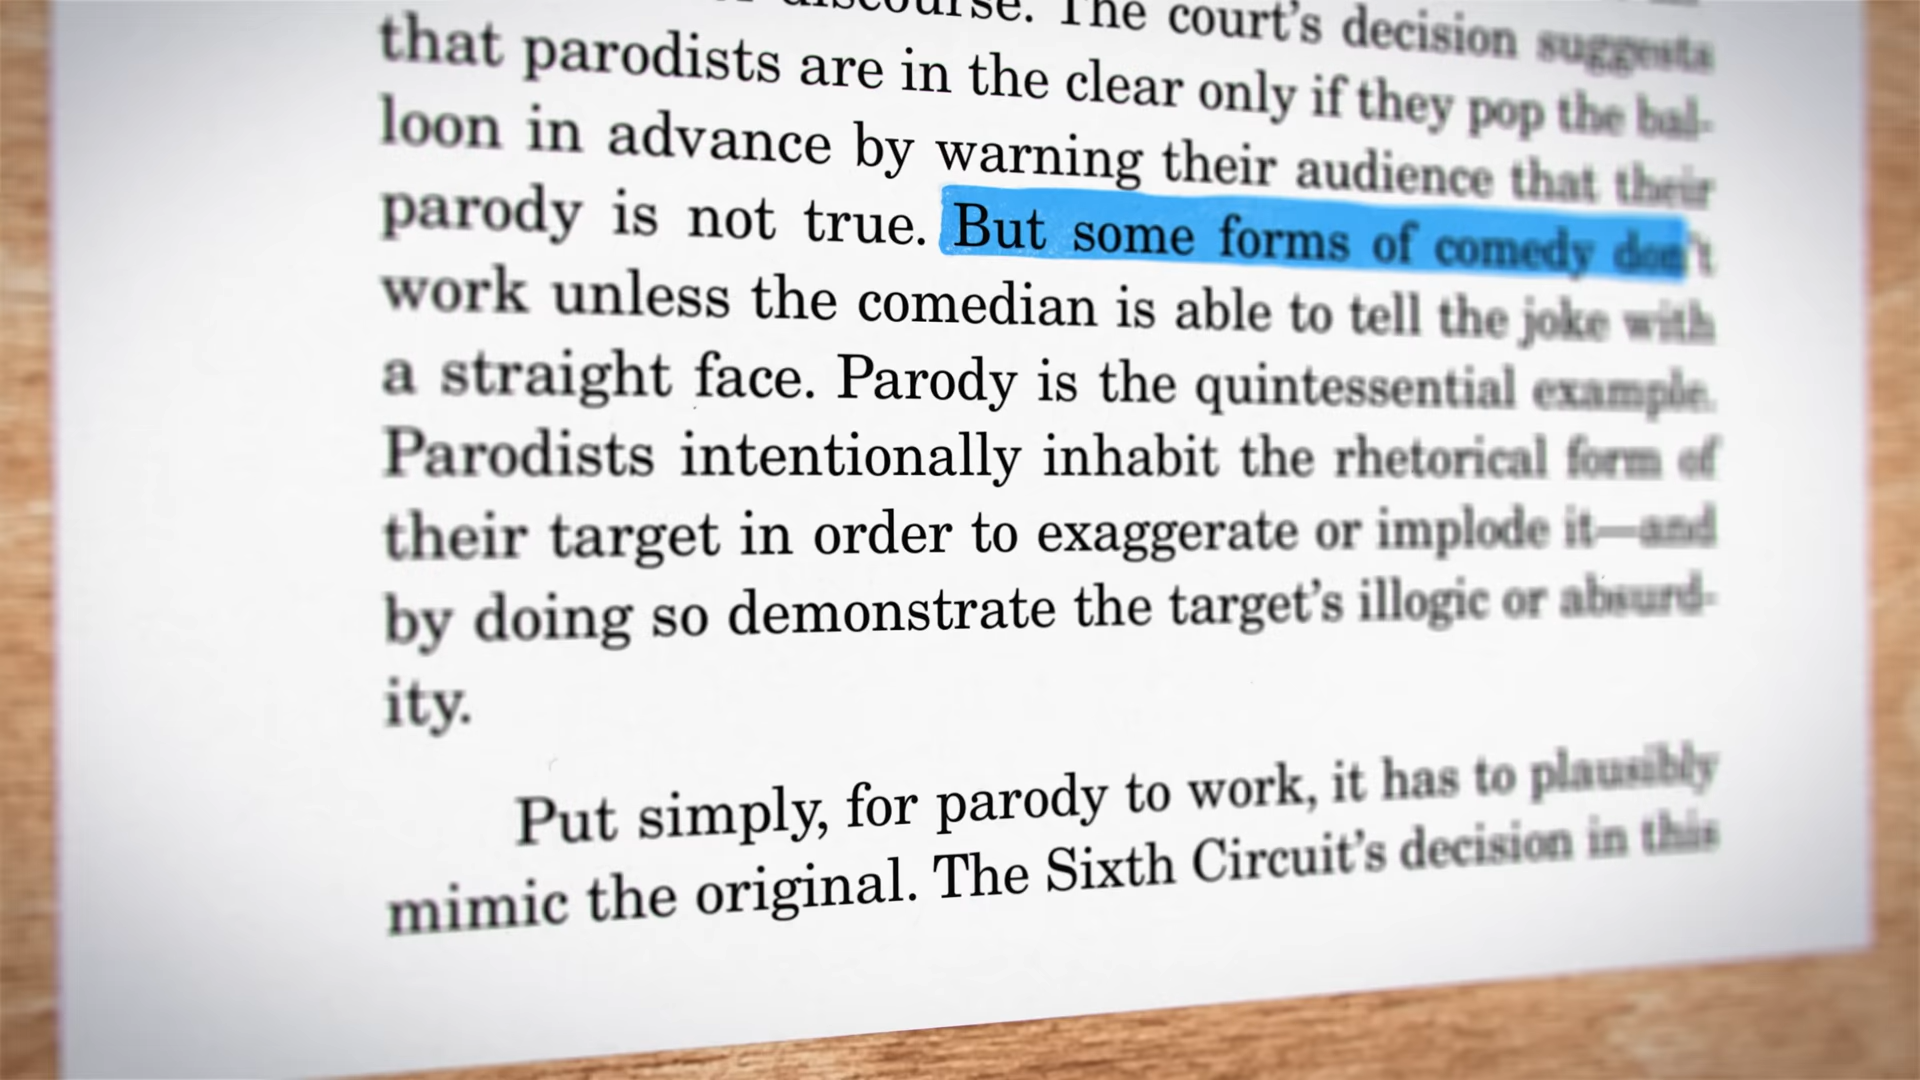 discourse. The court's decision suggests
that parodists are in the clear only if they pop the bal-
loon in advance by warning their audience that their
parody is not true. But some forms of comedy don't
work unless the comedian is able to tell the joke with
a straight face. Parody is the quintessential example.
Parodists intentionally inhabit the rhetorical form of
their target in order to exaggerate or implode it—and
by doing so demonstrate the target's illogic or absurd-
ity.
Put simply, for parody to work, it has to plausibly
mimic the original. The Sixth Circuit's decision in this